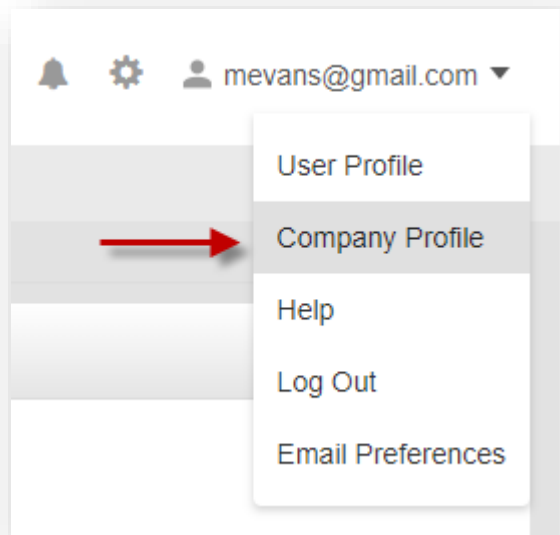 mevans@gmail.com
User Profile
Company Profile
Help
Log Out
Email Preferences